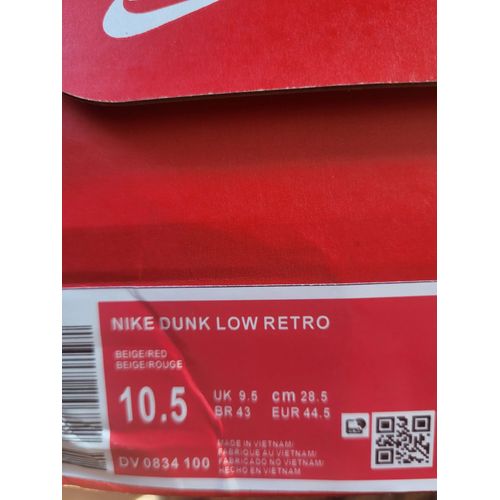 NIKE DUNK LOW RETRO
BEIGE/RED
BEIGE/ROUGE
10.5
UK 9.5 cm 28.5
BR 43 EUR 44.5
MADE IN VIETNAM/
FABRIQUE AU VIETNAM/
FABRICADO NO VIETNAM/
HECHO EN VIETNAM/
DV 0834 100